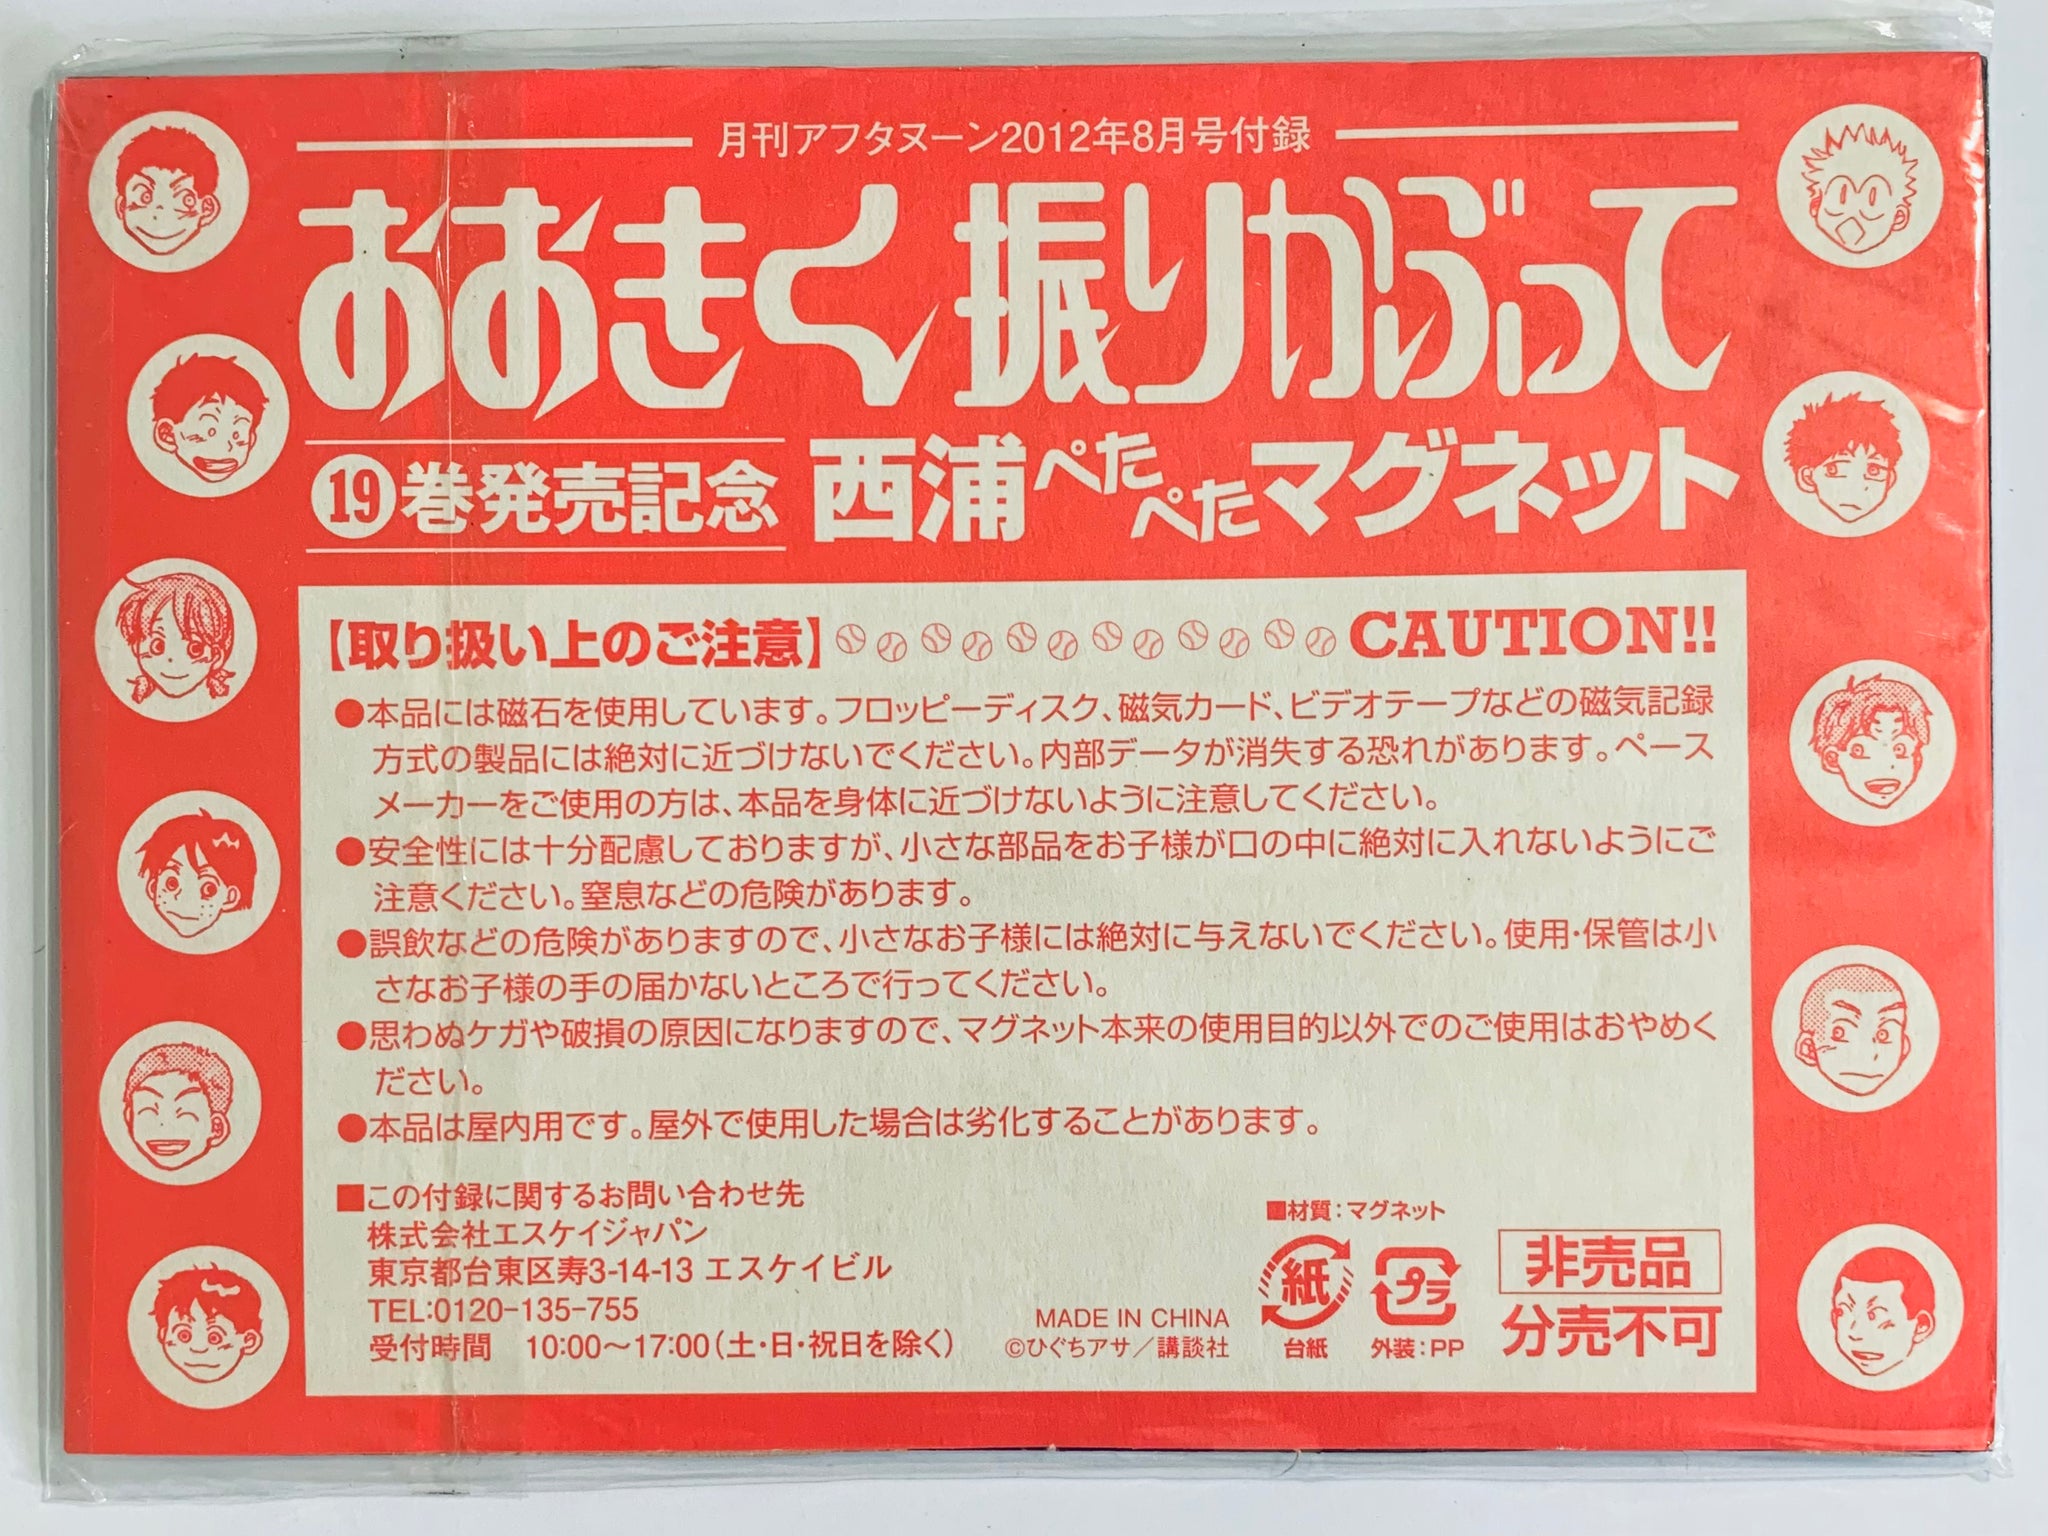 月刊アフタヌーン2012年8月号付録
おおきく振りかぶって
⑲巻発売記念 西浦ぺたぺたマグネット
【取り扱い上のご注意】 CAUTION!!
●本品には磁石を使用しています。フロッピーディスク、磁気カード、ビデオテープなどの磁気記録
方式の製品には絶対に近づけないでください。内部データが消失する恐れがあります。ペース
メーカーをご使用の方は、本品を身体に近づけないように注意してください。
●安全性には十分配慮しておりますが、小さな部品をお子様が口の中に絶対に入れないようにご
注意ください。窒息などの危険があります。
●誤飲などの危険がありますので、小さなお子様には絶対に与えないでください。使用・保管は小
さなお子様の手の届かないところで行ってください。
●思わぬケガや破損の原因になりますので、マグネット本来の使用目的以外でのご使用はおやめく
ださい。
●本品は屋内用です。屋外で使用した場合は劣化することがあります。
■この付録に関するお問い合わせ先
株式会社エスケイジャパン
東京都台東区寿3-14-13 エスケイビル
TEL:0120-135-755
受付時間 10:00〜17:00(土・日・祝日を除く)
MADE IN CHINA
©ひぐちアサ／講談社
■材質：マグネット
紙
台紙
プラ
外装：PP
非売品
分売不可